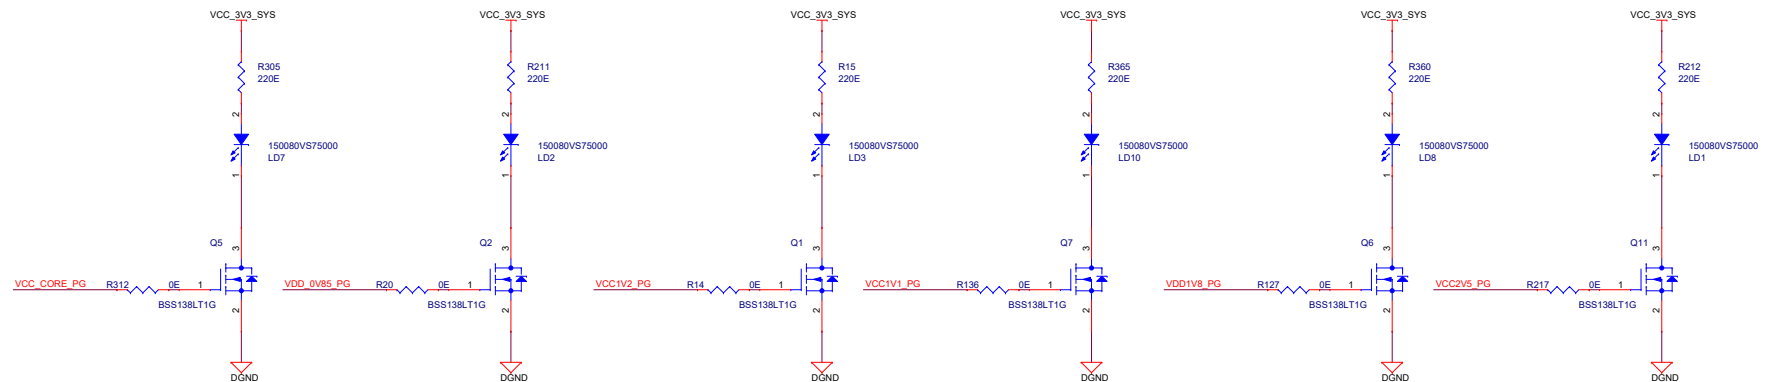 VCC_3V3_SYS
VCC_3V3_SYS
VCC_3V3_SYS
VCC_3V3_SYS
VCC_3V3_SYS
VCC_3V3_SYS
R305
220E
R211
220E
R15
220E
R365
220E
R360
220E
R212
220E
2
2
2
2
2
2
150080VS75000
LD7
150080VS75000
LD2
150080VS75000
LD3
150080VS75000
LD10
150080VS75000
LD8
150080VS75000
LD1
1
1
1
1
1
1
Q5
3
Q2
3
Q1
3
Q7
3
Q6
3
Q11
3
VCC_CORE_PG
R312
0E
1
VDD_0V85_PG
R20
0E
1
VCC1V2_PG
R14
0E
1
VCC1V1_PG
R136
0E
1
VDD1V8_PG
R127
0E
1
VCC2V5_PG
R217
0E
1
BSS138LT1G
2
BSS138LT1G
2
BSS138LT1G
2
BSS138LT1G
2
BSS138LT1G
2
BSS138LT1G
2
DGND
DGND
DGND
DGND
DGND
DGND